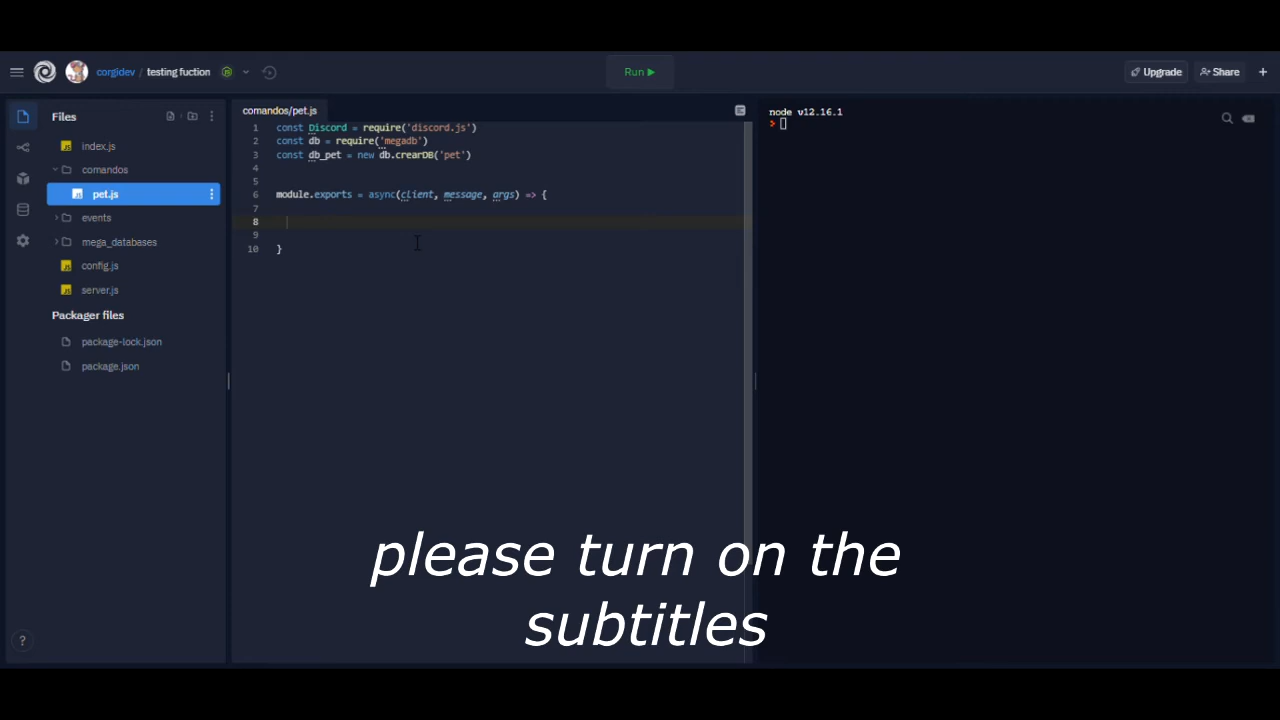 corgidev / testing fuction
Run
Upgrade
Share
Files
index.js
comandos
pet.js
events
mega_databases
config.js
server.js
Packager files
package-lock.json
package.json
?
comandos/pet.js
1 const Discord = require('discord.js')
2 const db = require('megadb')
3 const db_pet = new db.crearDB('pet')
4
5
6 module.exports = async(client, message, args) => {
7
8
9
10 }
node v12.16.1
>
please turn on the
subtitles